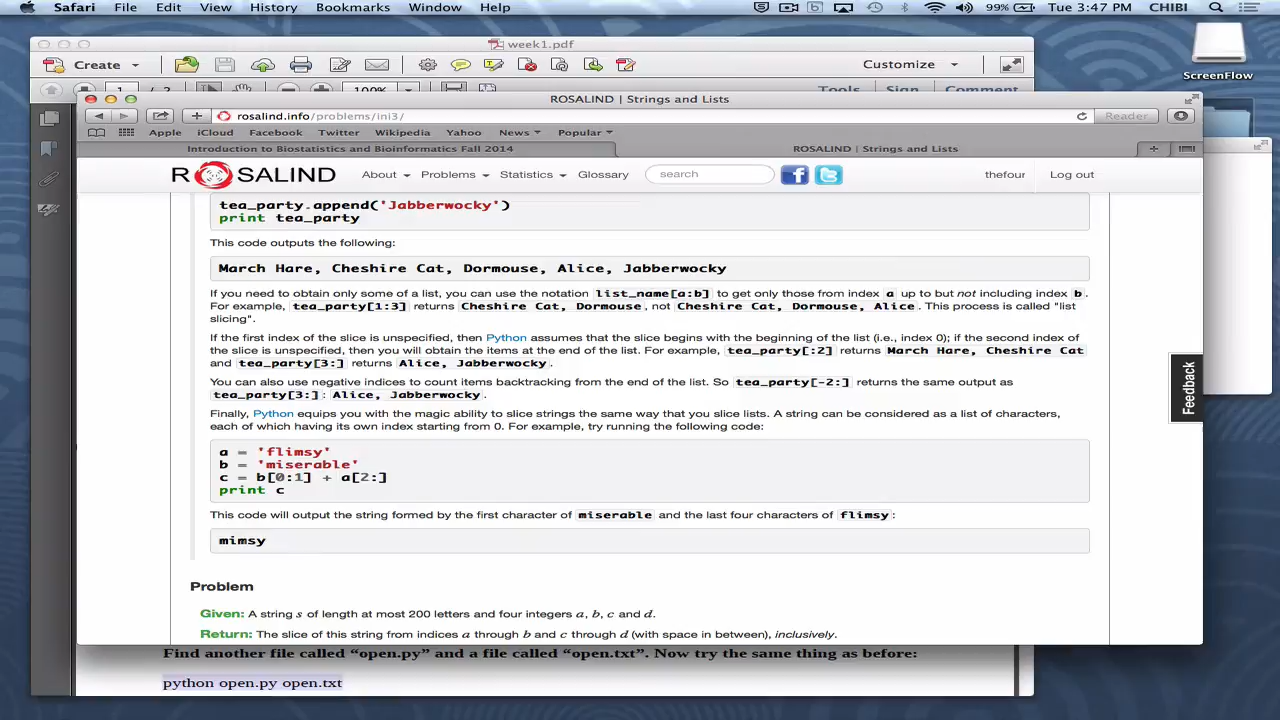 Safari File Edit View History Bookmarks Window Help 99% Tue 3:47 PM CHIBI
week1.pdf
Create Customize
ScreenFlow
ROSALIND | Strings and Lists
rosalind.info/problems/ini3/ Reader
Apple iCloud Facebook Twitter Wikipedia Yahoo News Popular
Introduction to Biostatistics and Bioinformatics Fall 2014 ROSALIND | Strings and Lists
ROSALIND About Problems Statistics Glossary search thefour Log out
tea_party.append('Jabberwocky')
print tea_party
This code outputs the following:
March Hare, Cheshire Cat, Dormouse, Alice, Jabberwocky
If you need to obtain only some of a list, you can use the notation list_name[a:b] to get only those from index a up to but not including index b.
For example, tea_party[1:3] returns Cheshire Cat, Dormouse, not Cheshire Cat, Dormouse, Alice. This process is called "list
slicing".
If the first index of the slice is unspecified, then Python assumes that the slice begins with the beginning of the list (i.e., index 0); if the second index of
the slice is unspecified, then you will obtain the items at the end of the list. For example, tea_party[:2] returns March Hare, Cheshire Cat
and tea_party[3:] returns Alice, Jabberwocky.
You can also use negative indices to count items backtracking from the end of the list. So tea_party[-2:] returns the same output as
tea_party[3:]: Alice, Jabberwocky.
Feedback
Finally, Python equips you with the magic ability to slice strings the same way that you slice lists. A string can be considered as a list of characters,
each of which having its own index starting from 0. For example, try running the following code:
a = 'flimsy'
b = 'miserable'
c = b[0:1] + a[2:]
print c
This code will output the string formed by the first character of miserable and the last four characters of flimsy:
mimsy
Problem
Given: A string s of length at most 200 letters and four integers a, b, c and d.
Return: The slice of this string from indices a through b and c through d (with space in between), inclusively.
Find another file called “open.py” and a file called “open.txt”. Now try the same thing as before:
python open.py open.txt